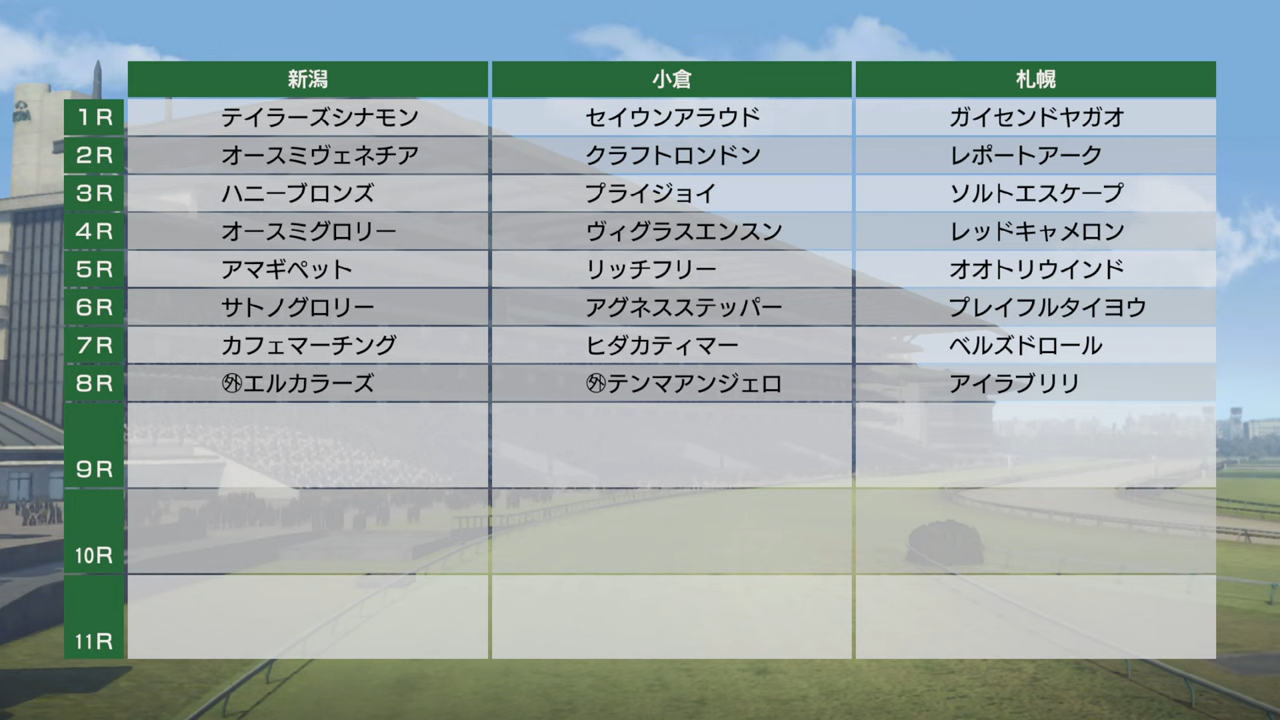 新潟 小倉 札幌
1R テイラーズシナモン セイウンアラウド ガイセンドヤガオ
2R オースミヴェネチア クラフトロンドン レポートアーク
3R ハニーブロンズ プライジョイ ソルトエスケープ
4R オースミグロリー ヴィグラスエンスン レッドキャメロン
5R アマギペット リッチフリー オオトリウインド
6R サトノグロリー アグネスステッパー プレイフルタイヨウ
7R カフェマーチング ヒダカティマー ベルズドロール
8R ㊕エルカラーズ ㊕テンマアンジェロ アイラブリリ
9R
10R
11R